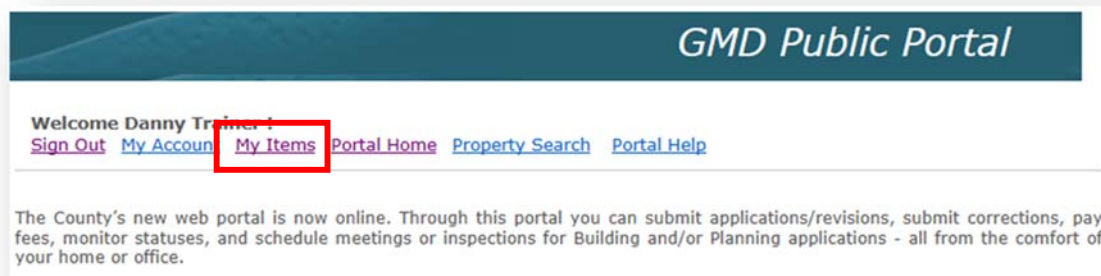 GMD Public Portal
Welcome Danny Trainer !
Sign Out My Account My Items Portal Home Property Search Portal Help
The County's new web portal is now online. Through this portal you can submit applications/revisions, submit corrections, pay
fees, monitor statuses, and schedule meetings or inspections for Building and/or Planning applications - all from the comfort of
your home or office.